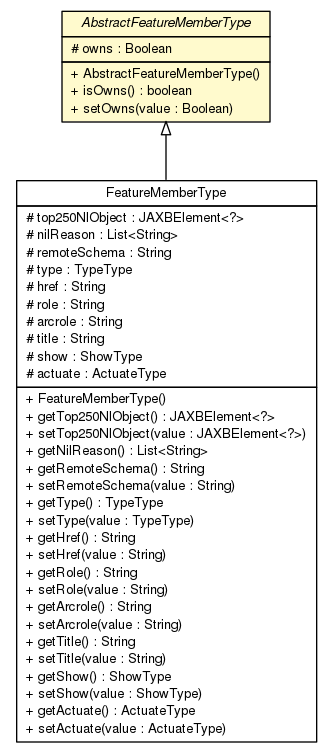 AbstractFeatureMemberType
# owns : Boolean
+ AbstractFeatureMemberType()
+ isOwns() : boolean
+ setOwns(value : Boolean)
FeatureMemberType
# top250NlObject : JAXBElement<?>
# nilReason : List<String>
# remoteSchema : String
# type : TypeType
# href : String
# role : String
# arcrole : String
# title : String
# show : ShowType
# actuate : ActuateType
+ FeatureMemberType()
+ getTop250NlObject() : JAXBElement<?>
+ setTop250NlObject(value : JAXBElement<?>)
+ getNilReason() : List<String>
+ getRemoteSchema() : String
+ setRemoteSchema(value : String)
+ getType() : TypeType
+ setType(value : TypeType)
+ getHref() : String
+ setHref(value : String)
+ getRole() : String
+ setRole(value : String)
+ getArcrole() : String
+ setArcrole(value : String)
+ getTitle() : String
+ setTitle(value : String)
+ getShow() : ShowType
+ setShow(value : ShowType)
+ getActuate() : ActuateType
+ setActuate(value : ActuateType)